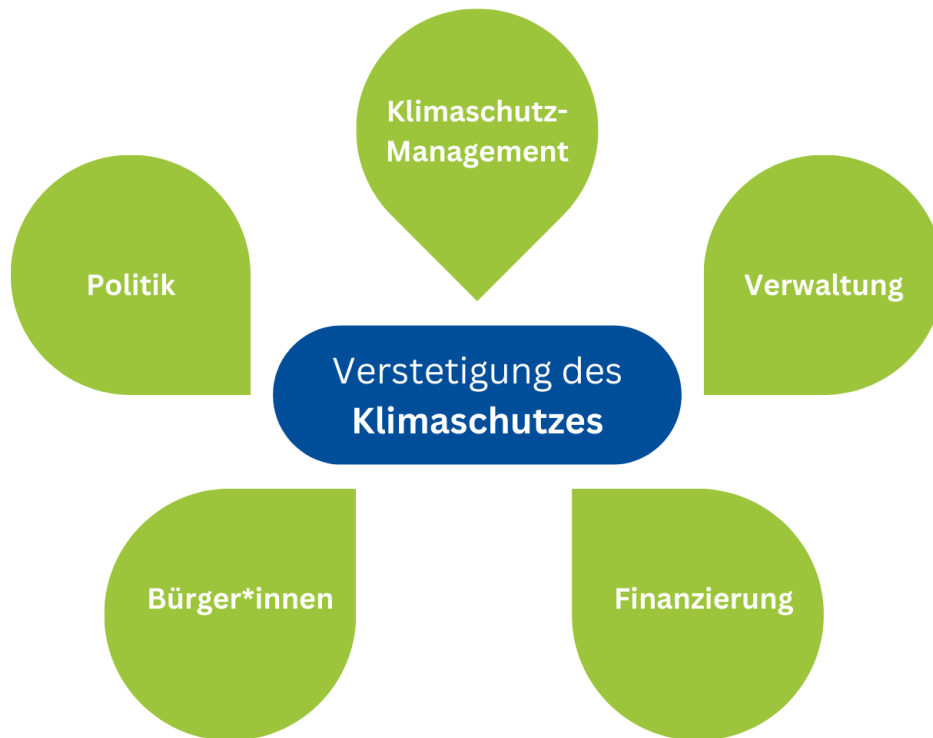 Klimaschutz-
Management
Politik
Verwaltung
Verstetigung des
Klimaschutzes
Bürger*innen
Finanzierung